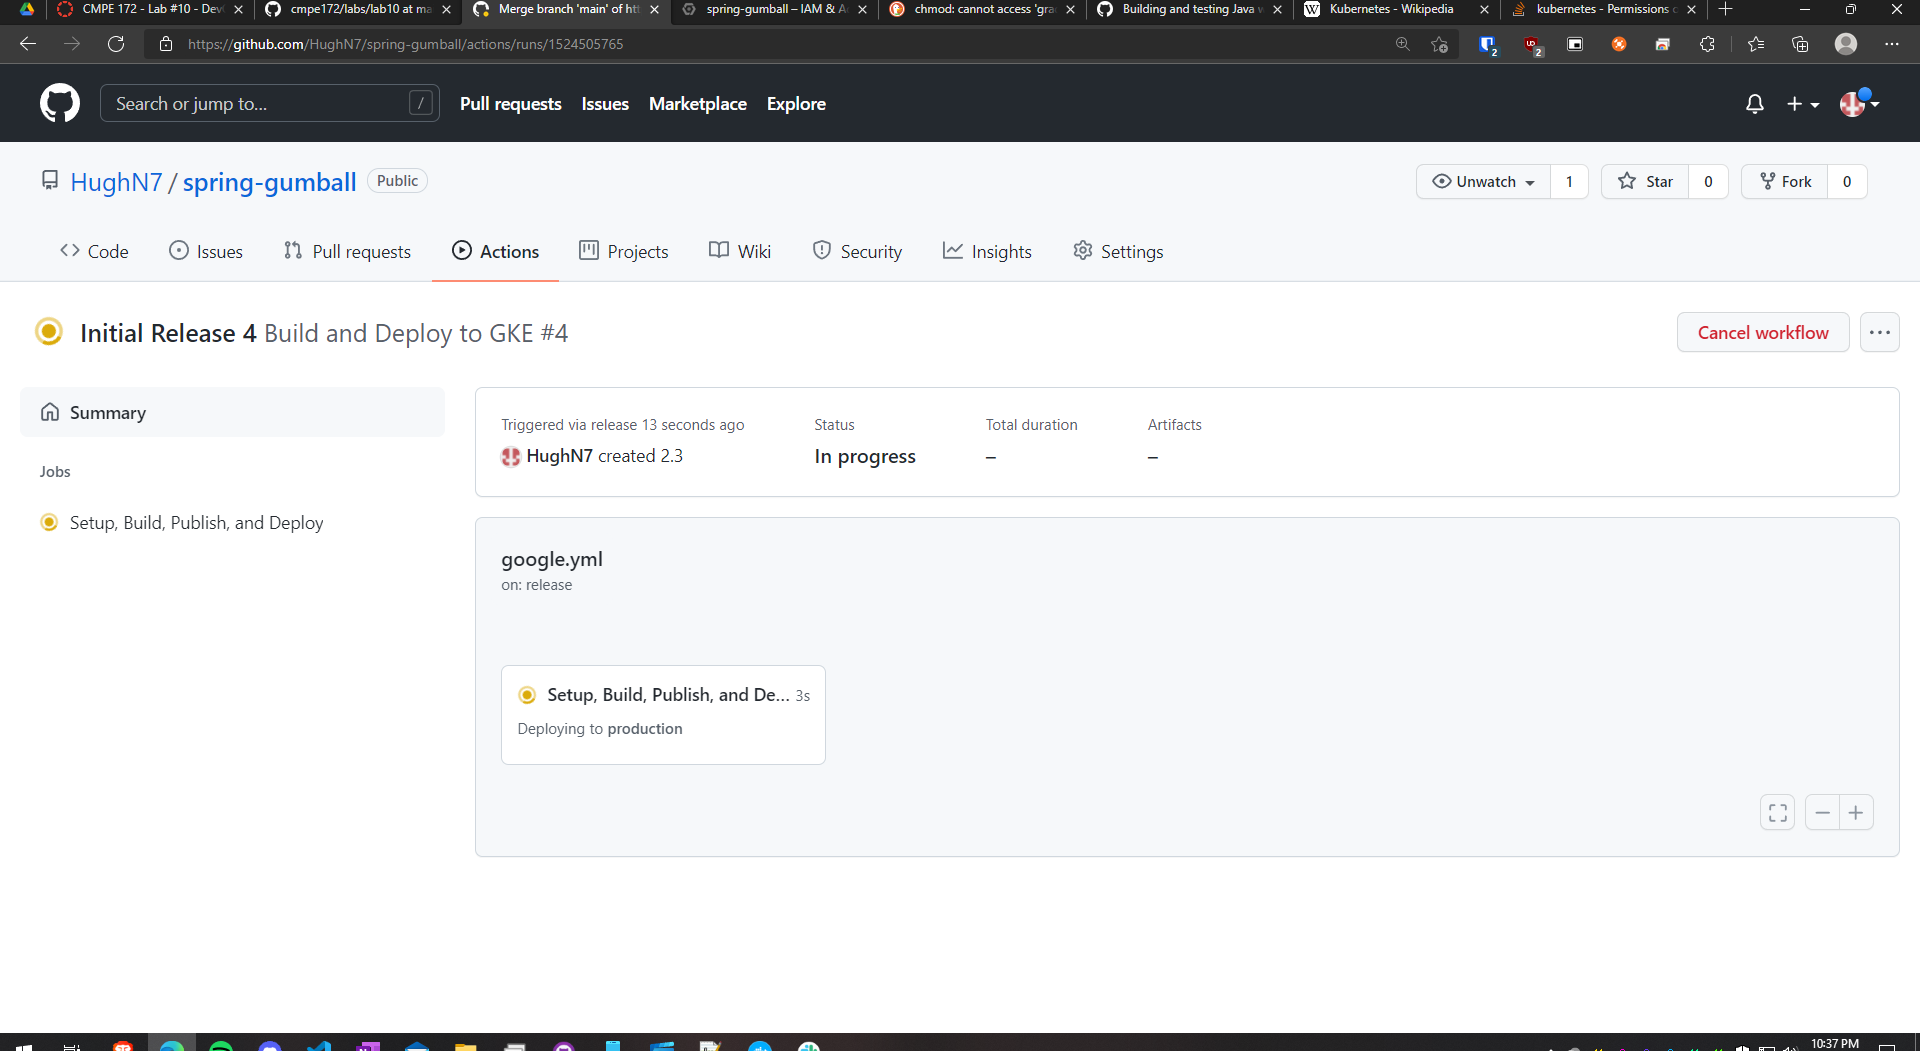 CMPE 172 - Lab #10 - Dev
cmpe172/labs/lab10 at ma
Merge branch 'main' of
spring-gumball – IAM & A
chmod: cannot access 'gra
Building and testing Java
Kubernetes - Wikipedia
kubernetes - Permissions
https://github.com/HughN7/spring-gumball/actions/runs/1524505765
2
2
Search or jump to...
/
Pull requests
Issues
Marketplace
Explore
HughN7 / spring-gumball
Public
Unwatch 1
Star 0
Fork 0
Code
Issues
Pull requests
Actions
Projects
Wiki
Security
Insights
Settings
Initial Release 4 Build and Deploy to GKE #4
Cancel workflow
Summary
Jobs
Setup, Build, Publish, and Deploy
Triggered via release 13 seconds ago
HughN7 created 2.3
Status
In progress
Total duration
–
Artifacts
–
google.yml
on: release
Setup, Build, Publish, and De... 3s
Deploying to production
10:37 PM